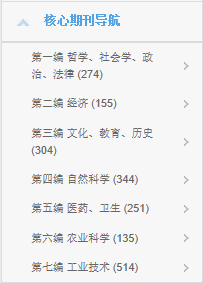 核心期刊导航
第一编 哲学、社会学、政
治、法律 (274)
第二编 经济 (155)
第三编 文化、教育、历史
(304)
第四编 自然科学 (344)
第五编 医药、卫生 (251)
第六编 农业科学 (135)
第七编 工业技术 (514)